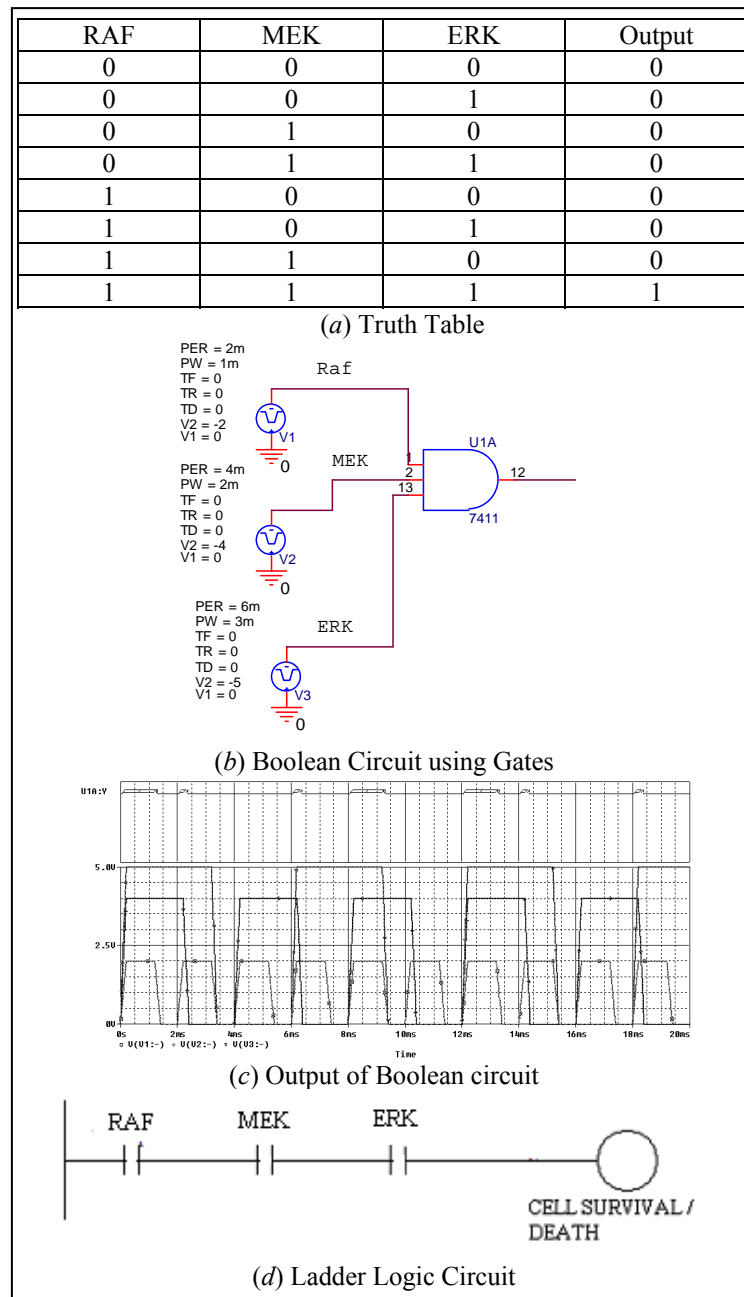 RAF MEK ERK Output
0 0 0 0
0 0 1 0
0 1 0 0
0 1 1 0
1 0 0 0
1 0 1 0
1 1 0 0
1 1 1 1
(a) Truth Table
PER = 2m
PW = 1m
TF = 0
TR = 0
TD = 0
V2 = -2
V1 = 0
V1
0
Raf
PER = 4m
PW = 2m
TF = 0
TR = 0
TD = 0
V2 = -4
V1 = 0
V2
0
MEK
PER = 6m
PW = 3m
TF = 0
TR = 0
TD = 0
V2 = -5
V1 = 0
V3
0
ERK
U1A
1
2
13
12
7411
(b) Boolean Circuit using Gates
U1A:Y
5.0V
2.5V
0V
0s 2ms 4ms 6ms 8ms 10ms 12ms 14ms 16ms 18ms 20ms
V(V1:-) V(V2:-) V(V3:-)
Time
(c) Output of Boolean circuit
RAF MEK ERK
CELL SURVIVAL /
DEATH
(d) Ladder Logic Circuit